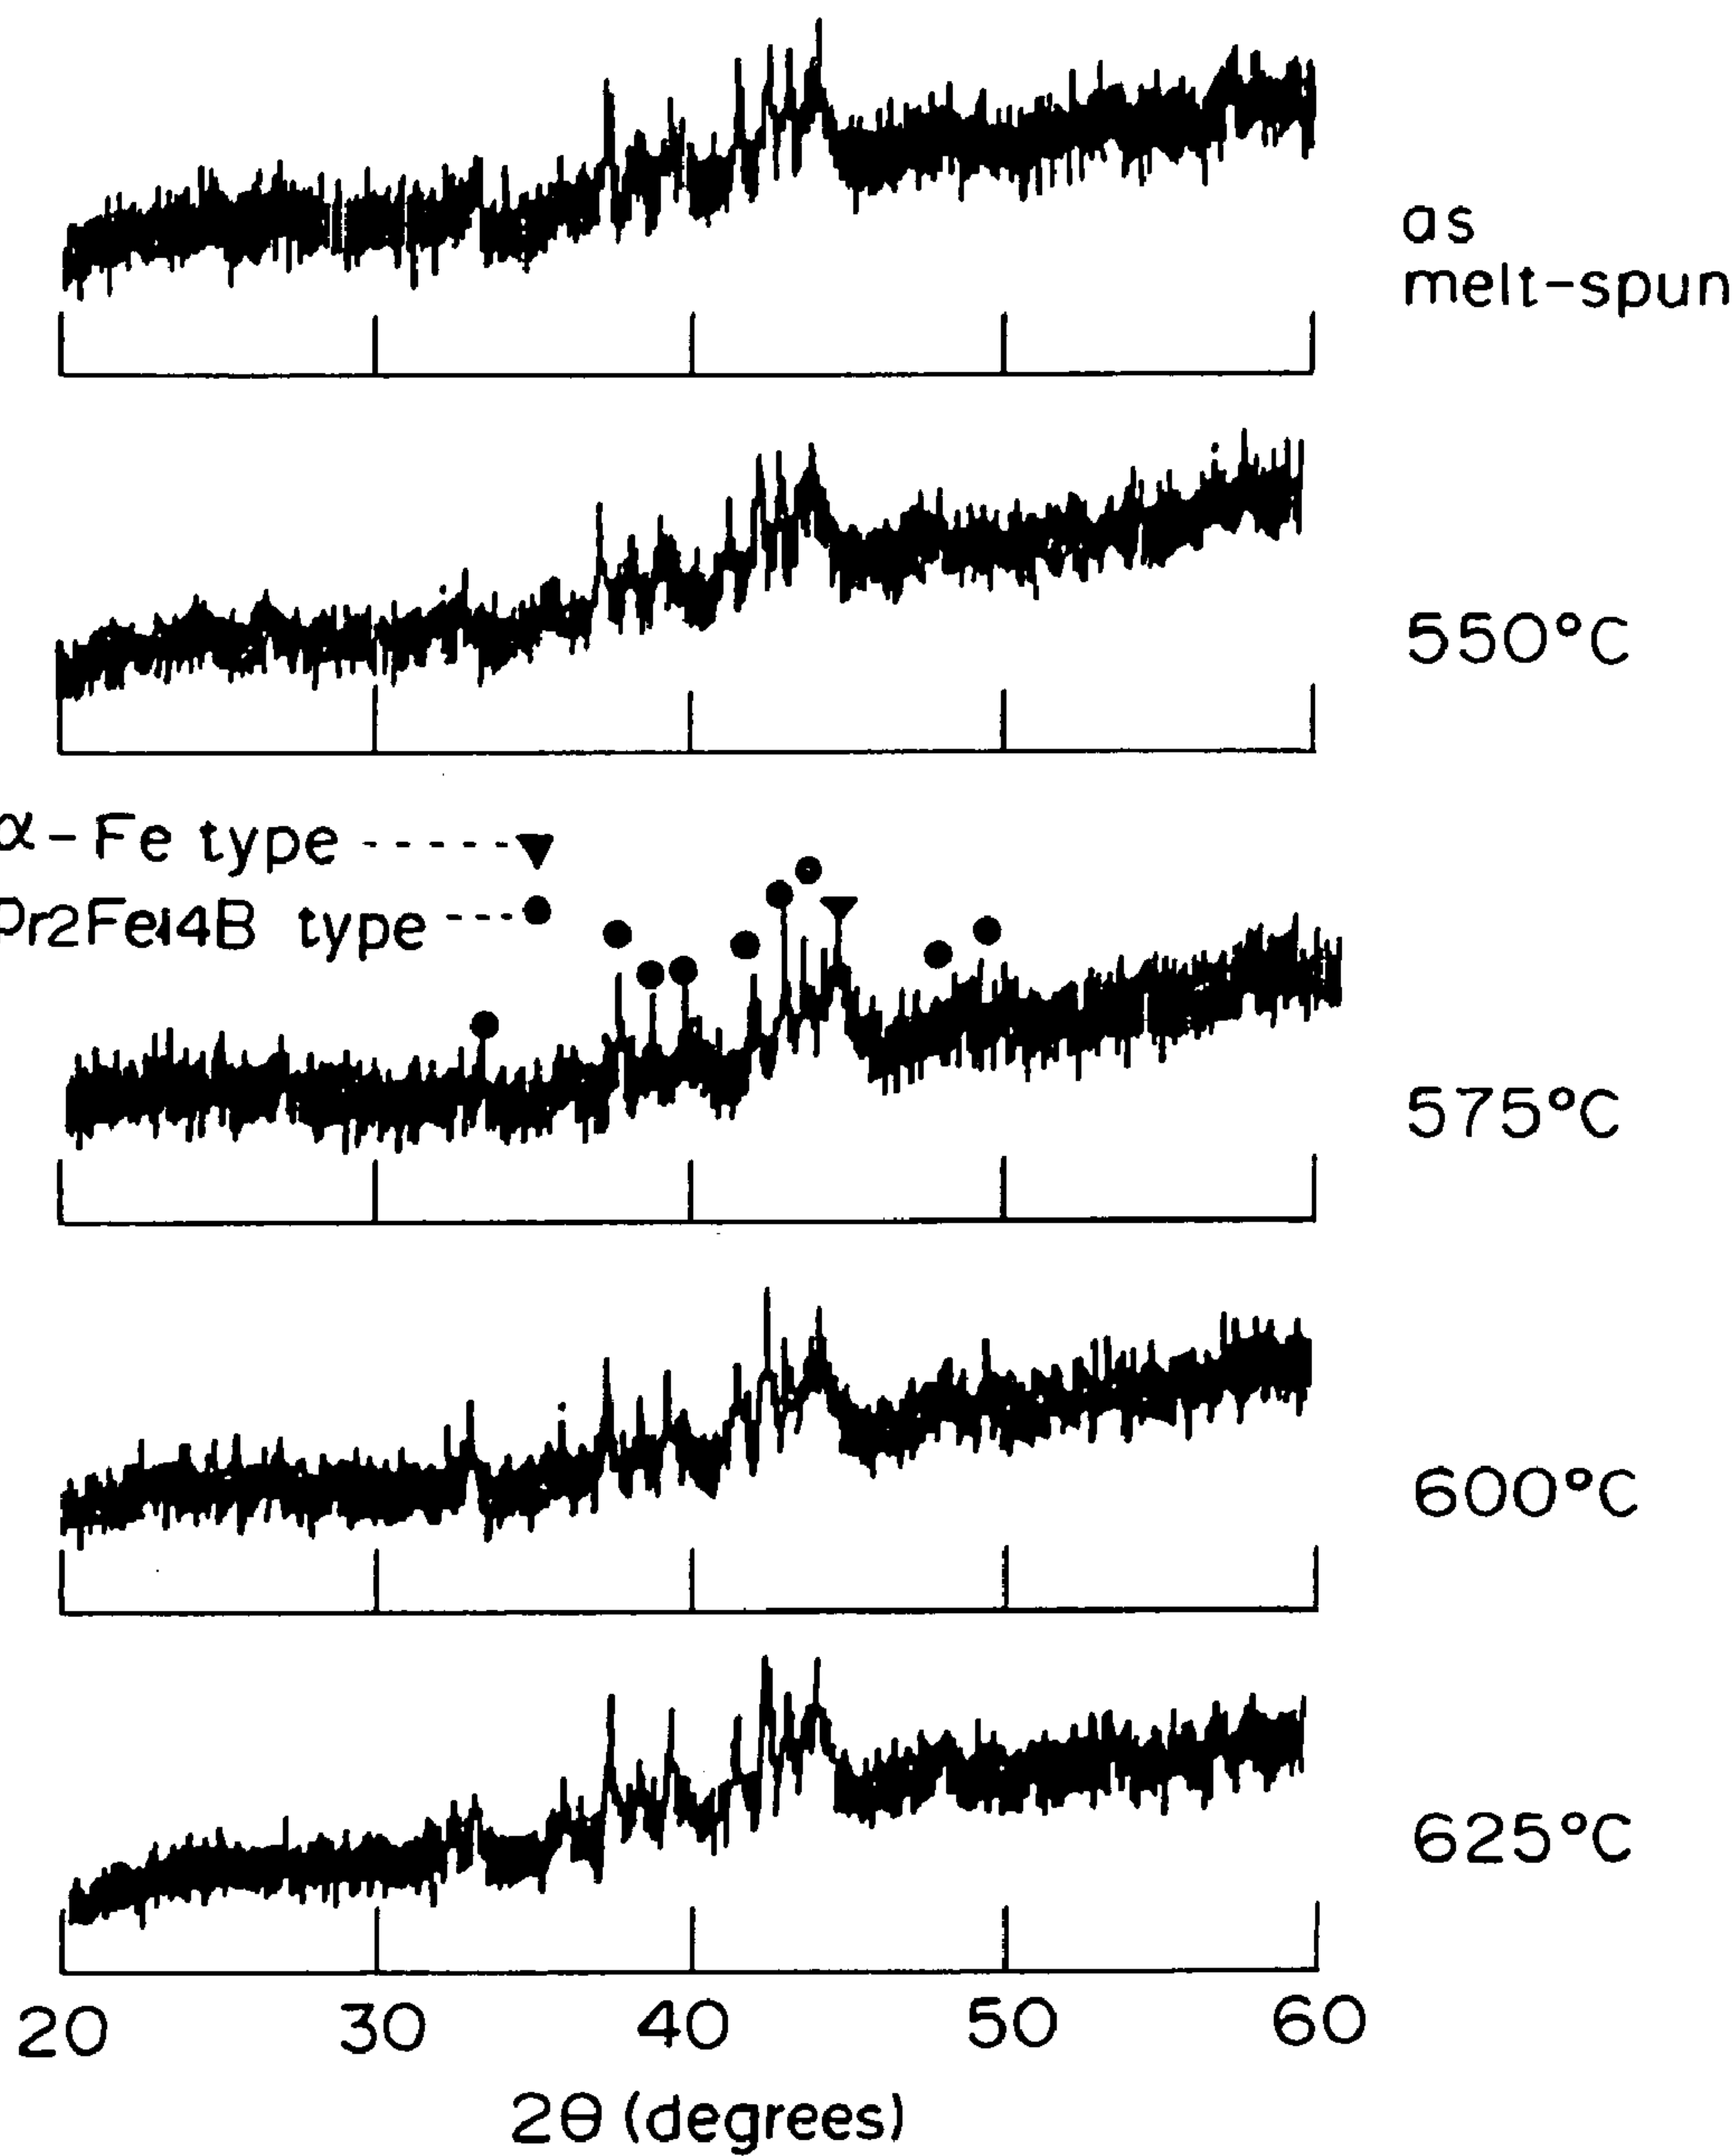 as
melt-spun
550°C
α-Fe type
Pr2Fe14B type
575°C
600°C
625°C
20 30 40 50 60
2θ (degrees)